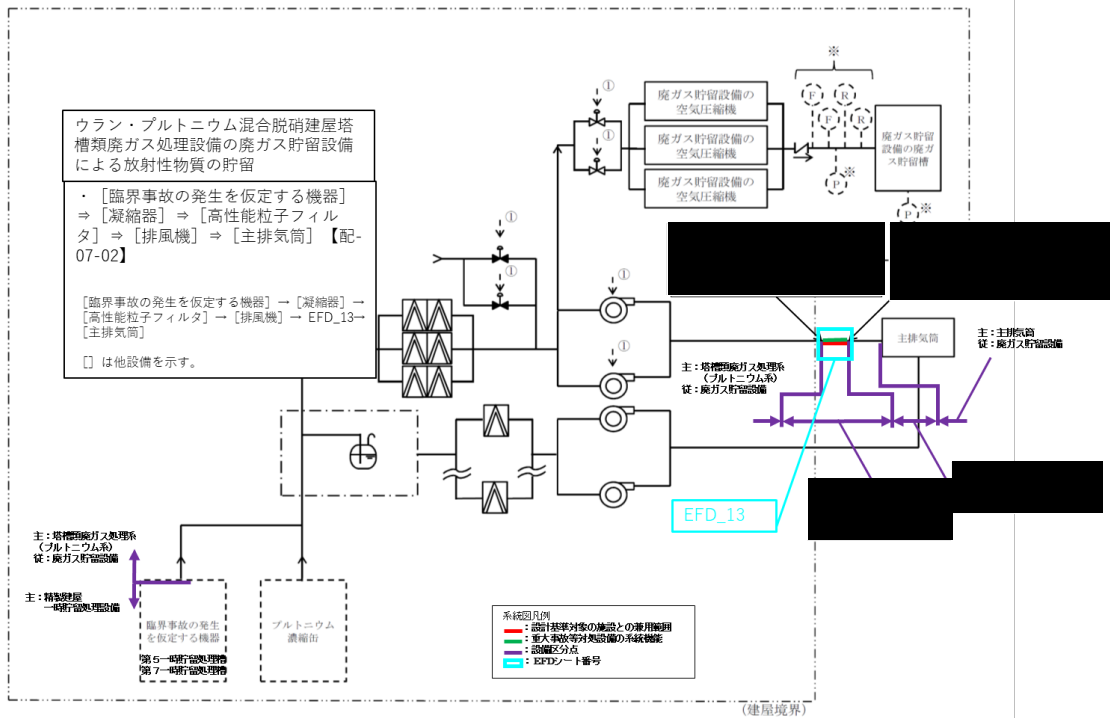 ウラン・プルトニウム混合脱硝建屋塔
槽類廃ガス処理設備の廃ガス貯留設備
による放射性物質の貯留
・［臨界事故の発生を仮定する機器］
⇒［凝縮器］⇒［高性能粒子フィル
タ］⇒［排風機］⇒［主排気筒］【配-
07-02】
［臨界事故の発生を仮定する機器］→［凝縮器］→
［高性能粒子フィルタ］→［排風機］→ EFD_13→
［主排気筒］
［］は他設備を示す。
①
①
①
①
①
①
廃ガス貯留設備の
空気圧縮機
廃ガス貯留設備の
空気圧縮機
廃ガス貯留設備の
空気圧縮機
※
F
R
F
R
P
※
廃ガス貯留
設備の廃ガ
ス貯留槽
P
※
主排気筒
主：主排気筒
従：廃ガス貯留設備
主：塔槽類廃ガス処理系
（プルトニウム系）
従：廃ガス貯留設備
EFD_13
主：塔槽類廃ガス処理系
（プルトニウム系）
従：廃ガス貯留設備
主：精製建屋
一時貯留処理設備
臨界事故の発生
を仮定する機器
第５一時貯留処理槽
第７一時貯留処理槽
プルトニウム
濃縮缶
系統図凡例
：設計基準対象の施設との兼用範囲
：重大事故等対処設備の系統機能
：設備区分点
：EFDシート番号
（建屋境界）